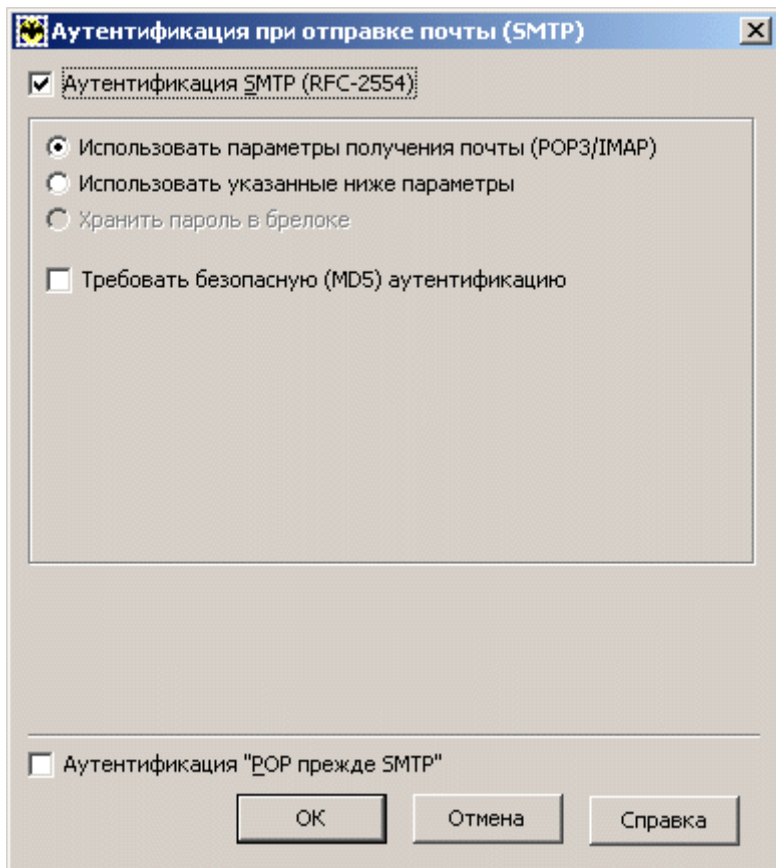 Аутентификация при отправке почты (SMTP)
Аутентификация SMTP (RFC-2554)
Использовать параметры получения почты (POP3/IMAP)
Использовать указанные ниже параметры
Хранить пароль в брелоке
Требовать безопасную (MD5) аутентификацию
Аутентификация "POP прежде SMTP"
ОК Отмена Справка